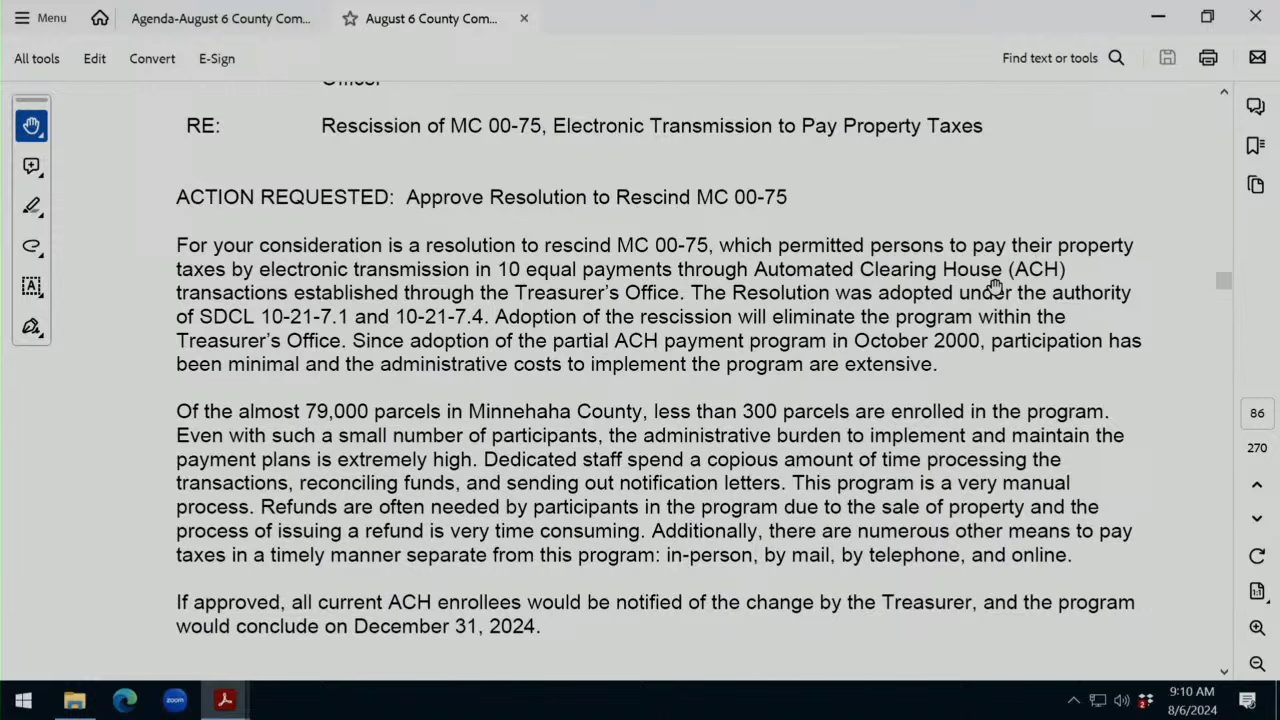 Menu
Agenda-August 6 County Com...
August 6 County Com...
All tools
Edit
Convert
E-Sign
Find text or tools
Officer
RE: Rescission of MC 00-75, Electronic Transmission to Pay Property Taxes
ACTION REQUESTED: Approve Resolution to Rescind MC 00-75
For your consideration is a resolution to rescind MC 00-75, which permitted persons to pay their property
taxes by electronic transmission in 10 equal payments through Automated Clearing House (ACH)
transactions established through the Treasurer's Office. The Resolution was adopted under the authority
of SDCL 10-21-7.1 and 10-21-7.4. Adoption of the rescission will eliminate the program within the
Treasurer's Office. Since adoption of the partial ACH payment program in October 2000, participation has
been minimal and the administrative costs to implement the program are extensive.
Of the almost 79,000 parcels in Minnehaha County, less than 300 parcels are enrolled in the program.
Even with such a small number of participants, the administrative burden to implement and maintain the
payment plans is extremely high. Dedicated staff spend a copious amount of time processing the
transactions, reconciling funds, and sending out notification letters. This program is a very manual
process. Refunds are often needed by participants in the program due to the sale of property and the
process of issuing a refund is very time consuming. Additionally, there are numerous other means to pay
taxes in a timely manner separate from this program: in-person, by mail, by telephone, and online.
If approved, all current ACH enrollees would be notified of the change by the Treasurer, and the program
would conclude on December 31, 2024.
86
270
1:1
zoom
2
9:10 AM
8/6/2024